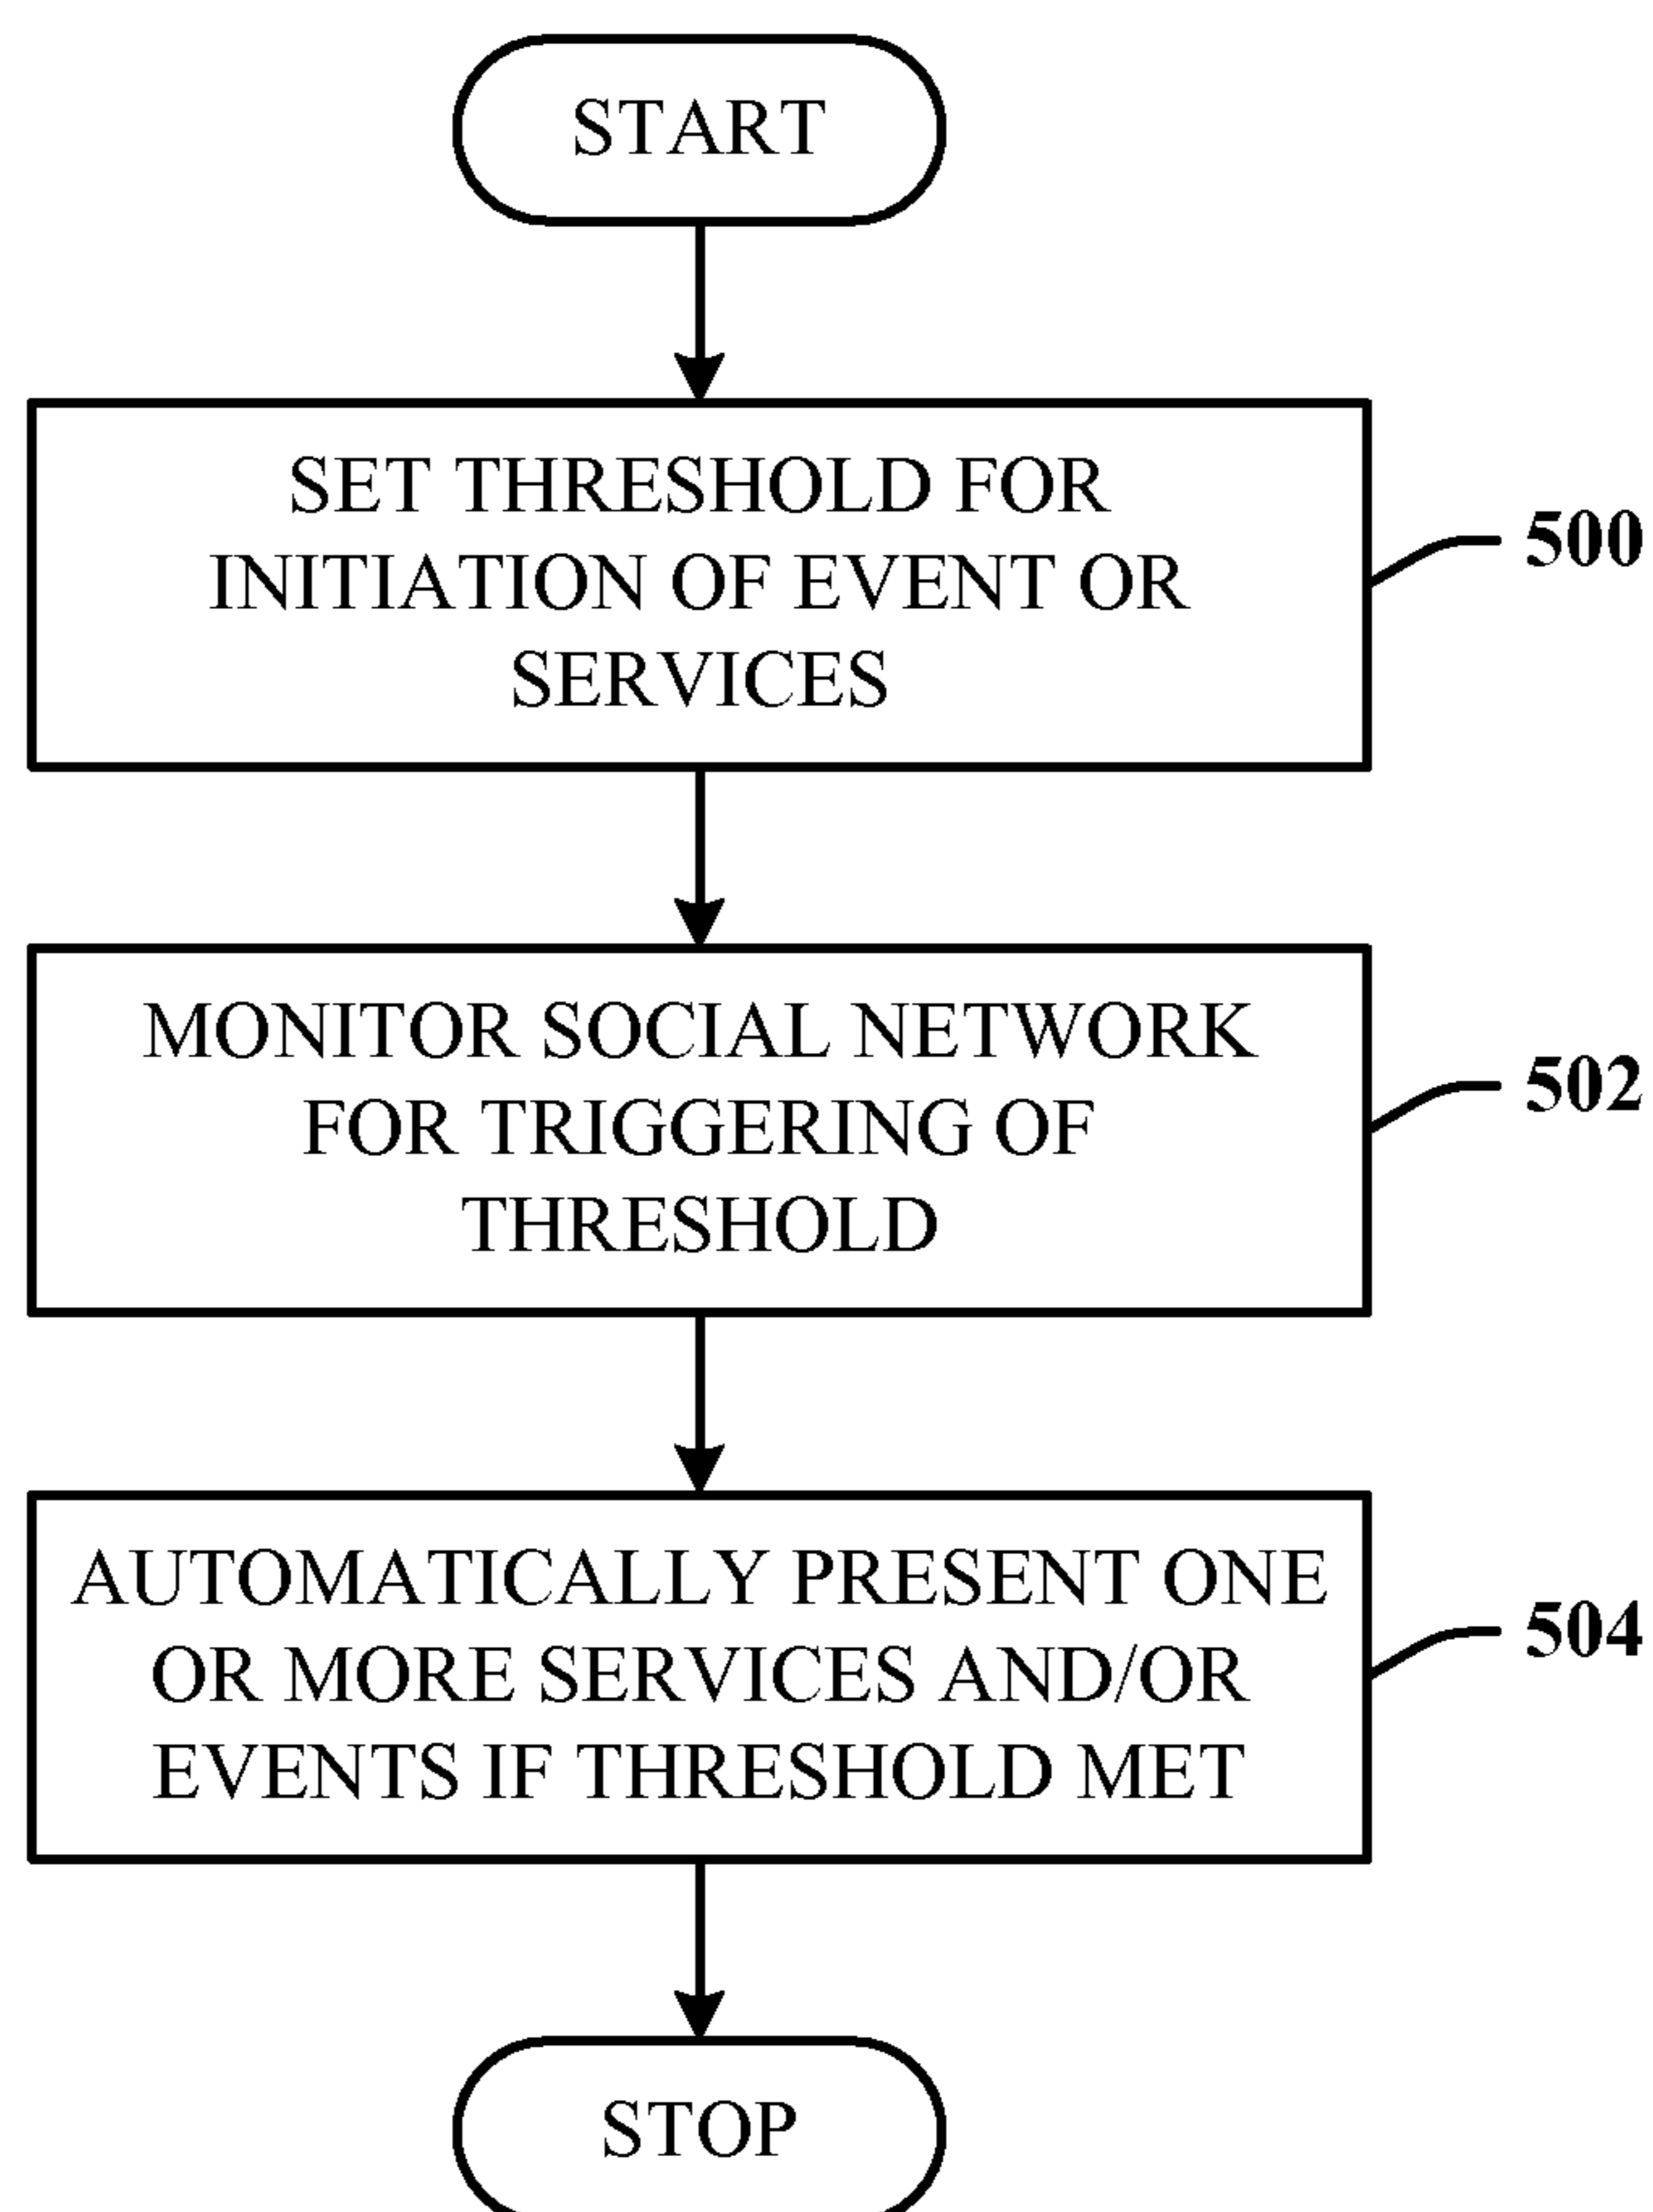 START
SET THRESHOLD FOR
INITIATION OF EVENT OR
SERVICES
500
MONITOR SOCIAL NETWORK
FOR TRIGGERING OF
THRESHOLD
502
AUTOMATICALLY PRESENT ONE
OR MORE SERVICES AND/OR
EVENTS IF THRESHOLD MET
504
STOP